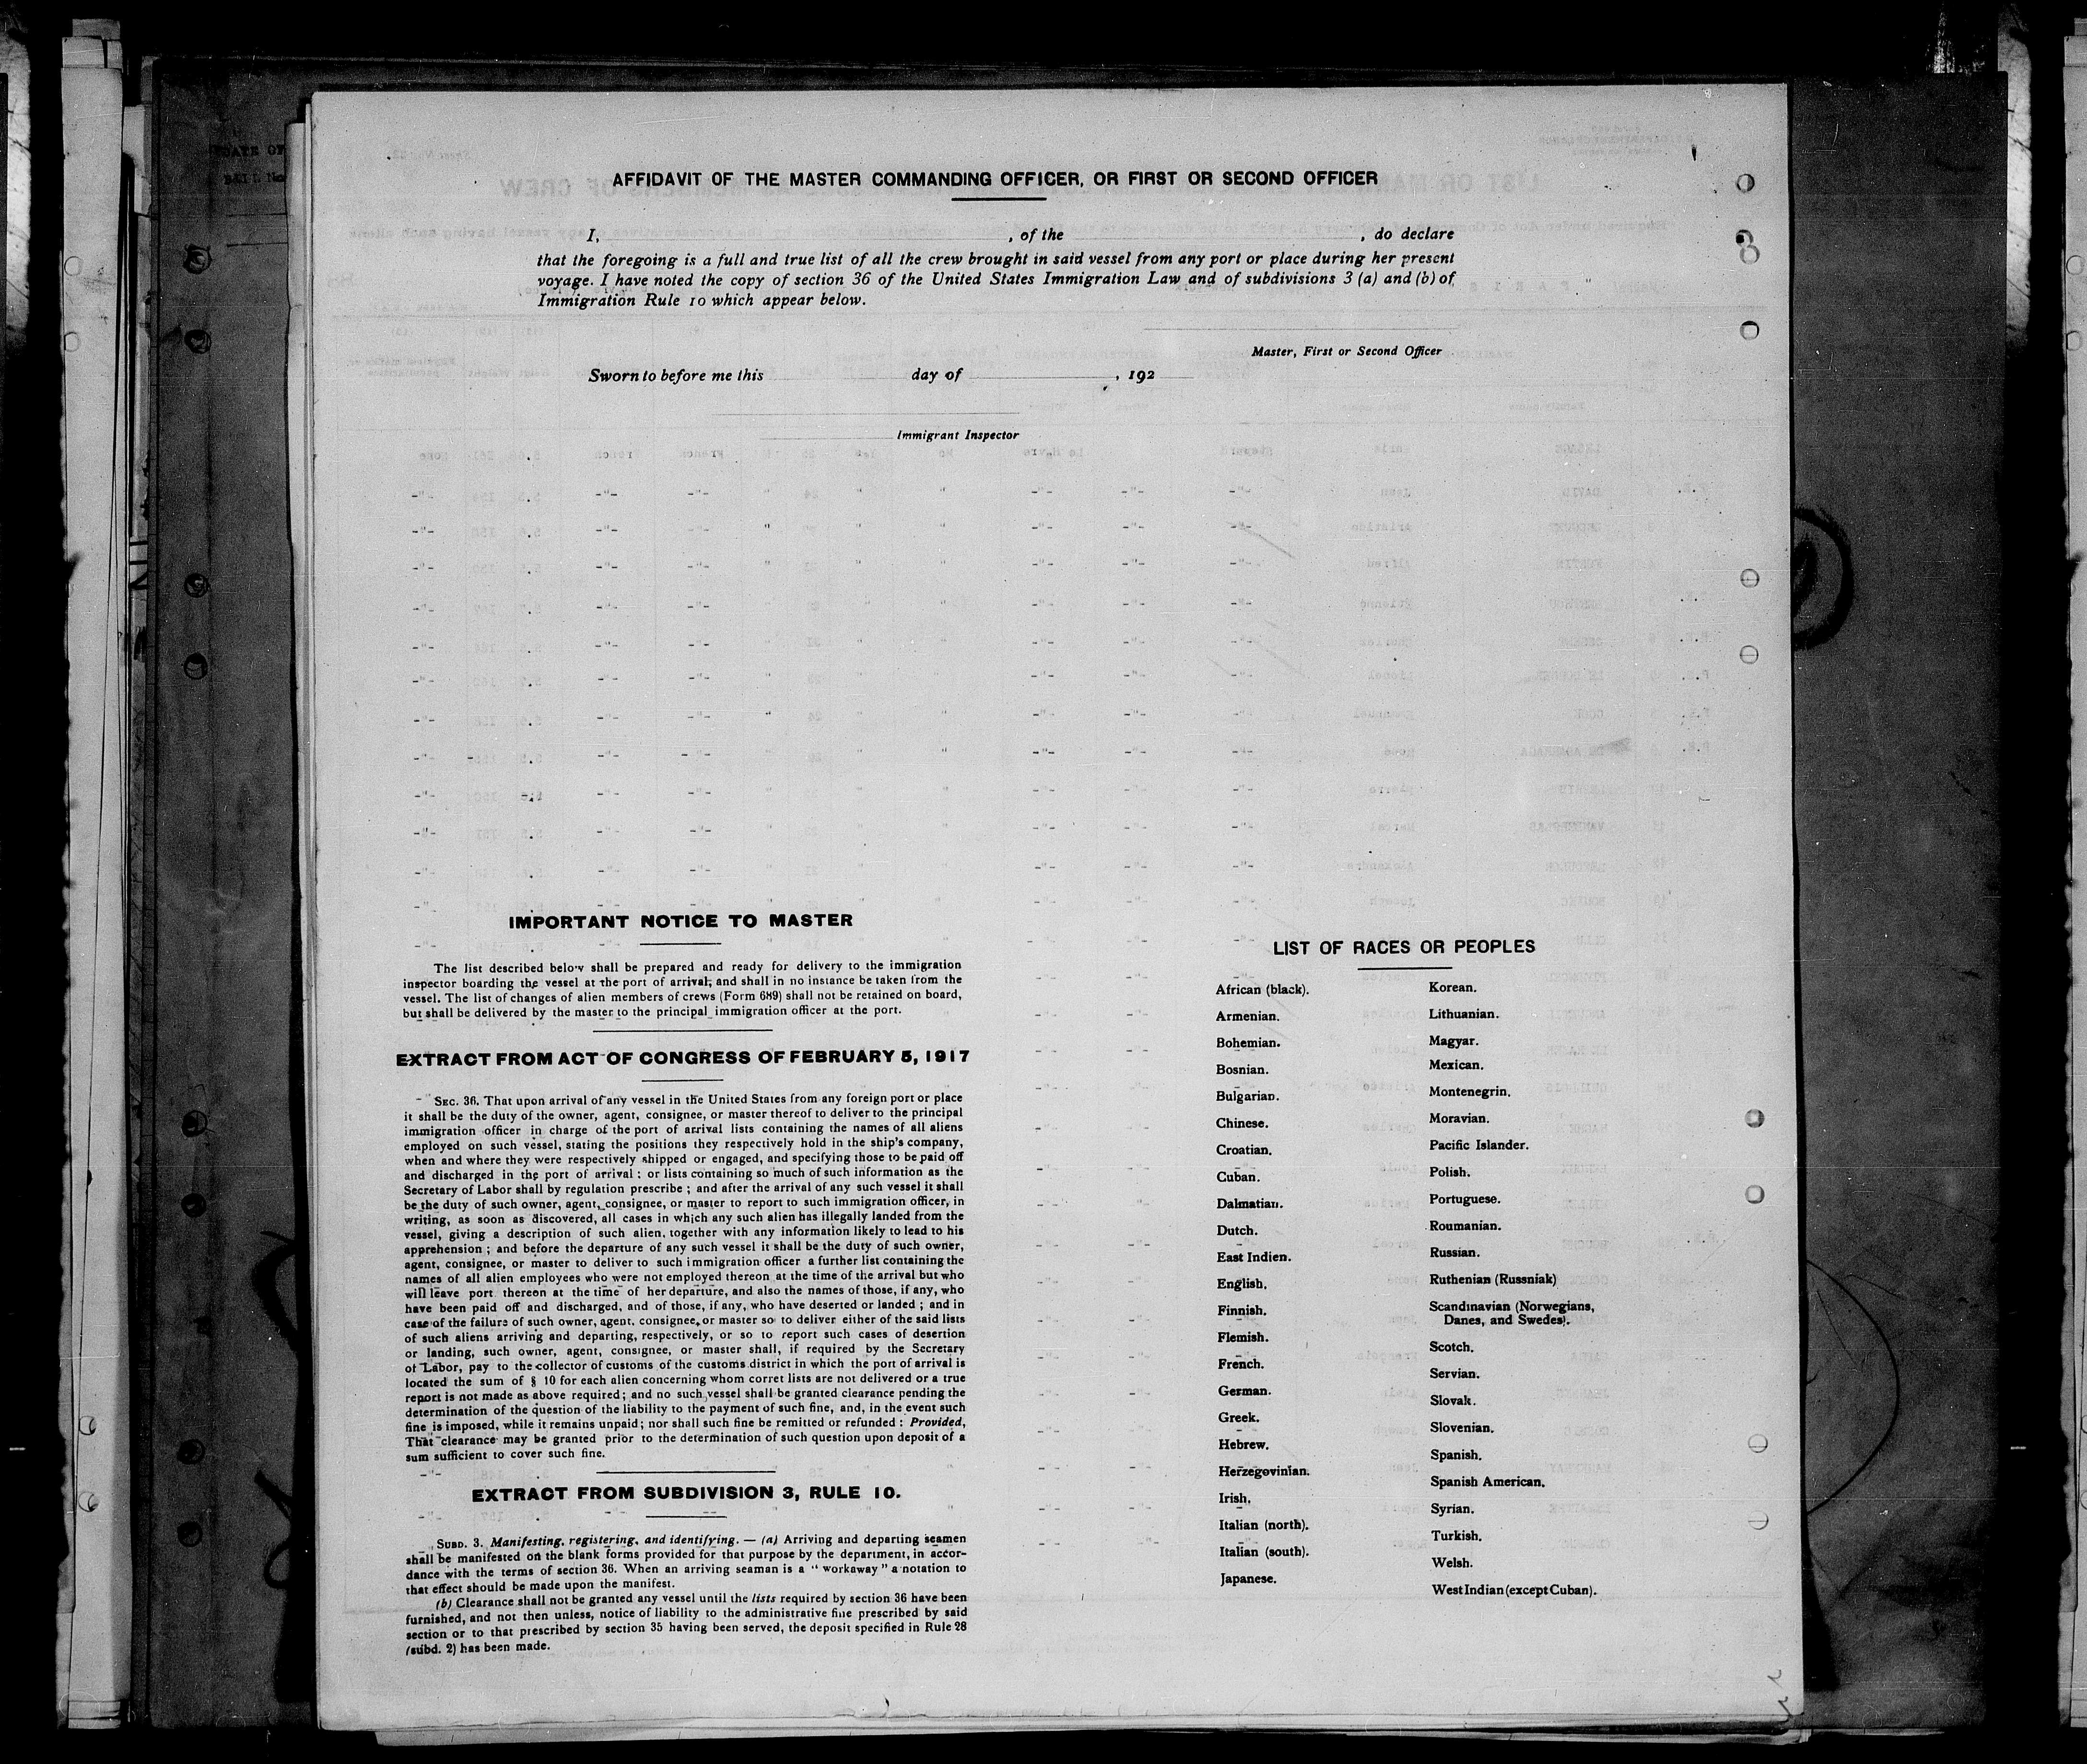 AFFIDAVIT OF THE MASTER COMMANDING OFFICER, OR FIRST OR SECOND OFFICER
I, , of the , do declare
that the foregoing is a full and true list of all the crew brought in said vessel from any port or place during her present
voyage. I have noted the copy of section 36 of the United States Immigration Law and of subdivisions 3 (a) and (b) of
Immigration Rule 10 which appear below.
Master, First or Second Officer
Sworn to before me this day of , 192
Immigrant Inspector
IMPORTANT NOTICE TO MASTER
The list described below shall be prepared and ready for delivery to the immigration
inspector boarding the vessel at the port of arrival, and shall in no instance be taken from the
vessel. The list of changes of alien members of crews (Form 689) shall not be retained on board,
but shall be delivered by the master to the principal immigration officer at the port.
EXTRACT FROM ACT OF CONGRESS OF FEBRUARY 5, 1917
SEC. 36. That upon arrival of any vessel in the United States from any foreign port or place
it shall be the duty of the owner, agent, consignee, or master thereof to deliver to the principal
immigration officer in charge of the port of arrival lists containing the names of all aliens
employed on such vessel, stating the positions they respectively hold in the ship's company,
when and where they were respectively shipped or engaged, and specifying those to be paid off
and discharged in the port of arrival ; or lists containing so much of such information as the
Secretary of Labor shall by regulation prescribe ; and after the arrival of any such vessel it shall
be the duty of such owner, agent, consignee, or master to report to such immigration officer, in
writing, as soon as discovered, all cases in which any such alien has illegally landed from the
vessel, giving a description of such alien, together with any information likely to lead to his
apprehension ; and before the departure of any such vessel it shall be the duty of such owner,
agent, consignee, or master to deliver to such immigration officer a further list containing the
names of all alien employees who were not employed thereon at the time of the arrival but who
will leave port thereon at the time of her departure, and also the names of those, if any, who
have been paid off and discharged, and of those, if any, who have deserted or landed ; and in
case of the failure of such owner, agent, consignee, or master so to deliver either of the said lists
of such aliens arriving and departing, respectively, or so to report such cases of desertion
or landing, such owner, agent, consignee, or master shall, if required by the Secretary
of Labor, pay to the collector of customs of the customs district in which the port of arrival is
located the sum of § 10 for each alien concerning whom corret lists are not delivered or a true
report is not made as above required ; and no such vessel shall be granted clearance pending the
determination of the question of the liability to the payment of such fine, and, in the event such
fine is imposed, while it remains unpaid ; nor shall such fine be remitted or refunded : Provided,
That clearance may be granted prior to the determination of such question upon deposit of a
sum sufficient to cover such fine.
EXTRACT FROM SUBDIVISION 3, RULE 10.
SUBD. 3. Manifesting, registering, and identifying. — (a) Arriving and departing seamen
shall be manifested on the blank forms provided for that purpose by the department, in accor-
dance with the terms of section 36. When an arriving seaman is a " workaway " a notation to
that effect should be made upon the manifest.
(b) Clearance shall not be granted any vessel until the lists required by section 36 have been
furnished, and not then unless, notice of liability to the administrative fine prescribed by said
section or to that prescribed by section 35 having been served, the deposit specified in Rule 28
(subd. 2) has been made.
LIST OF RACES OR PEOPLES
African (black).
Armenian.
Bohemian.
Bosnian.
Bulgarian.
Chinese.
Croatian.
Cuban.
Dalmatian.
Dutch.
East Indien.
English.
Finnish.
Flemish.
French.
German.
Greek.
Hebrew.
Herzegovinian.
Irish.
Italian (north).
Italian (south).
Japanese.
Korean.
Lithuanian.
Magyar.
Mexican.
Montenegrin.
Moravian.
Pacific Islander.
Polish.
Portuguese.
Roumanian.
Russian.
Ruthenian (Russniak)
Scandinavian (Norwegians,
Danes, and Swedes).
Scotch.
Servian.
Slovak.
Slovenian.
Spanish.
Spanish American.
Syrian.
Turkish.
Welsh.
West Indian (except Cuban).